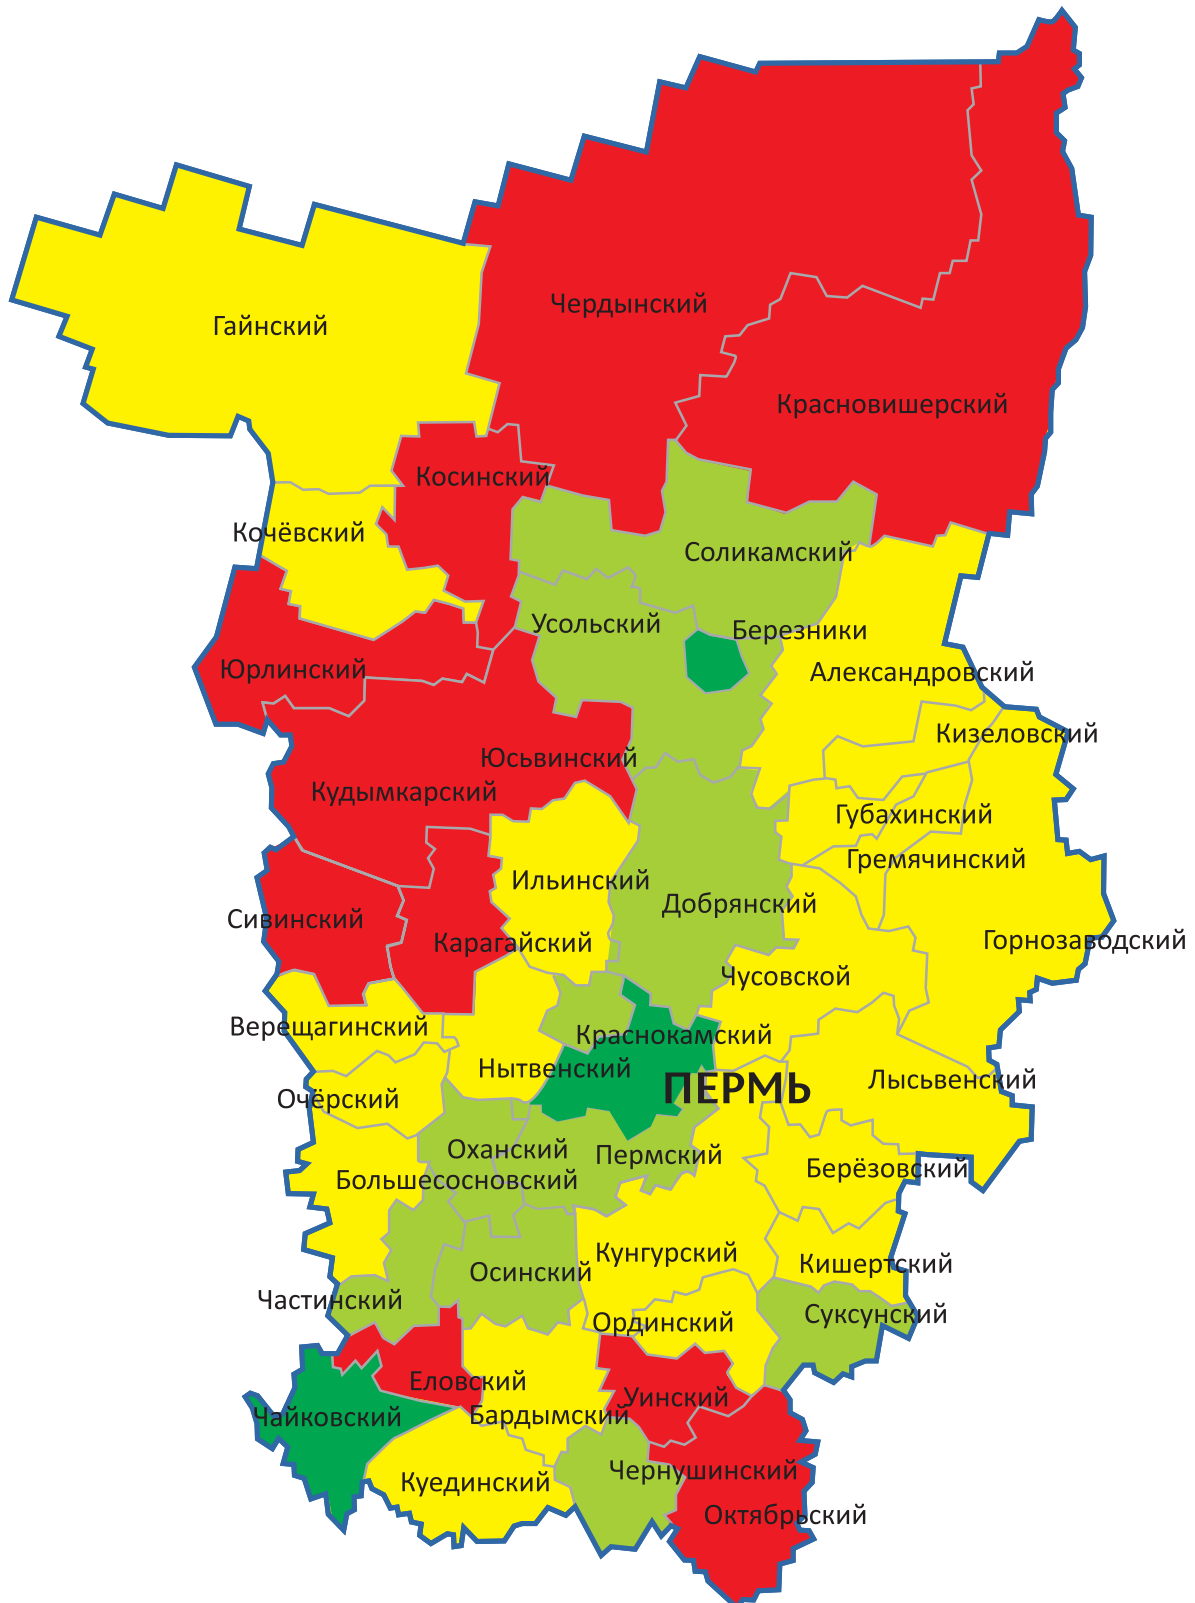 Чердынский
Гайнский
Красновишерский
Косинский
Кочёвский
Соликамский
Усольский
Березники
Юрлинский
Александровский
Кизеловский
Юсьвинский
Кудымкарский
Губахинский
Гремячинский
Ильинский
Добрянский
Сивинский
Карагайский
Горнозаводский
Чусовской
Верещагинский
Краснокамский
Нытвенский
ПЕРМЬ
Лысьвенский
Очёрский
Оханский
Пермский
Берёзовский
Большесосновский
Кунгурский
Кишертский
Осинский
Частинский
Суксунский
Ординский
Еловский
Уинский
Чайковский
Бардымский
Чернушинский
Куединский
Октябрьский